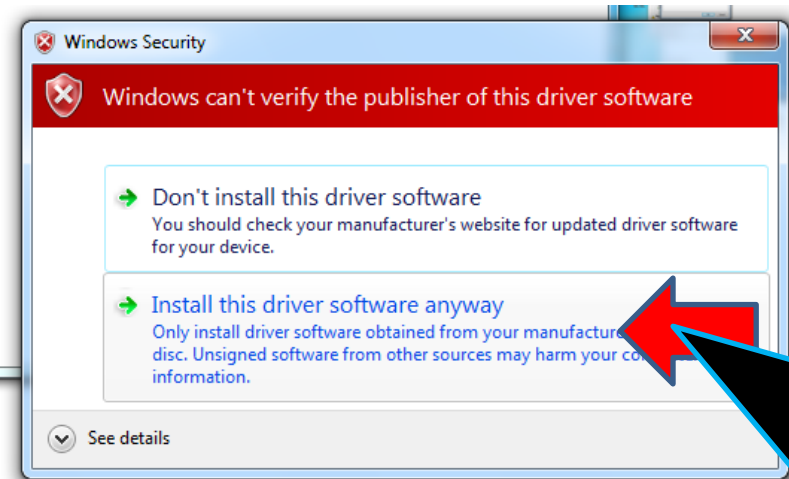 Windows Security
Windows can't verify the publisher of this driver software
Don't install this driver software
You should check your manufacturer's website for updated driver software
for your device.
Install this driver software anyway
Only install driver software obtained from your
disc. Unsigned software from other sources may harm your
information.
See details